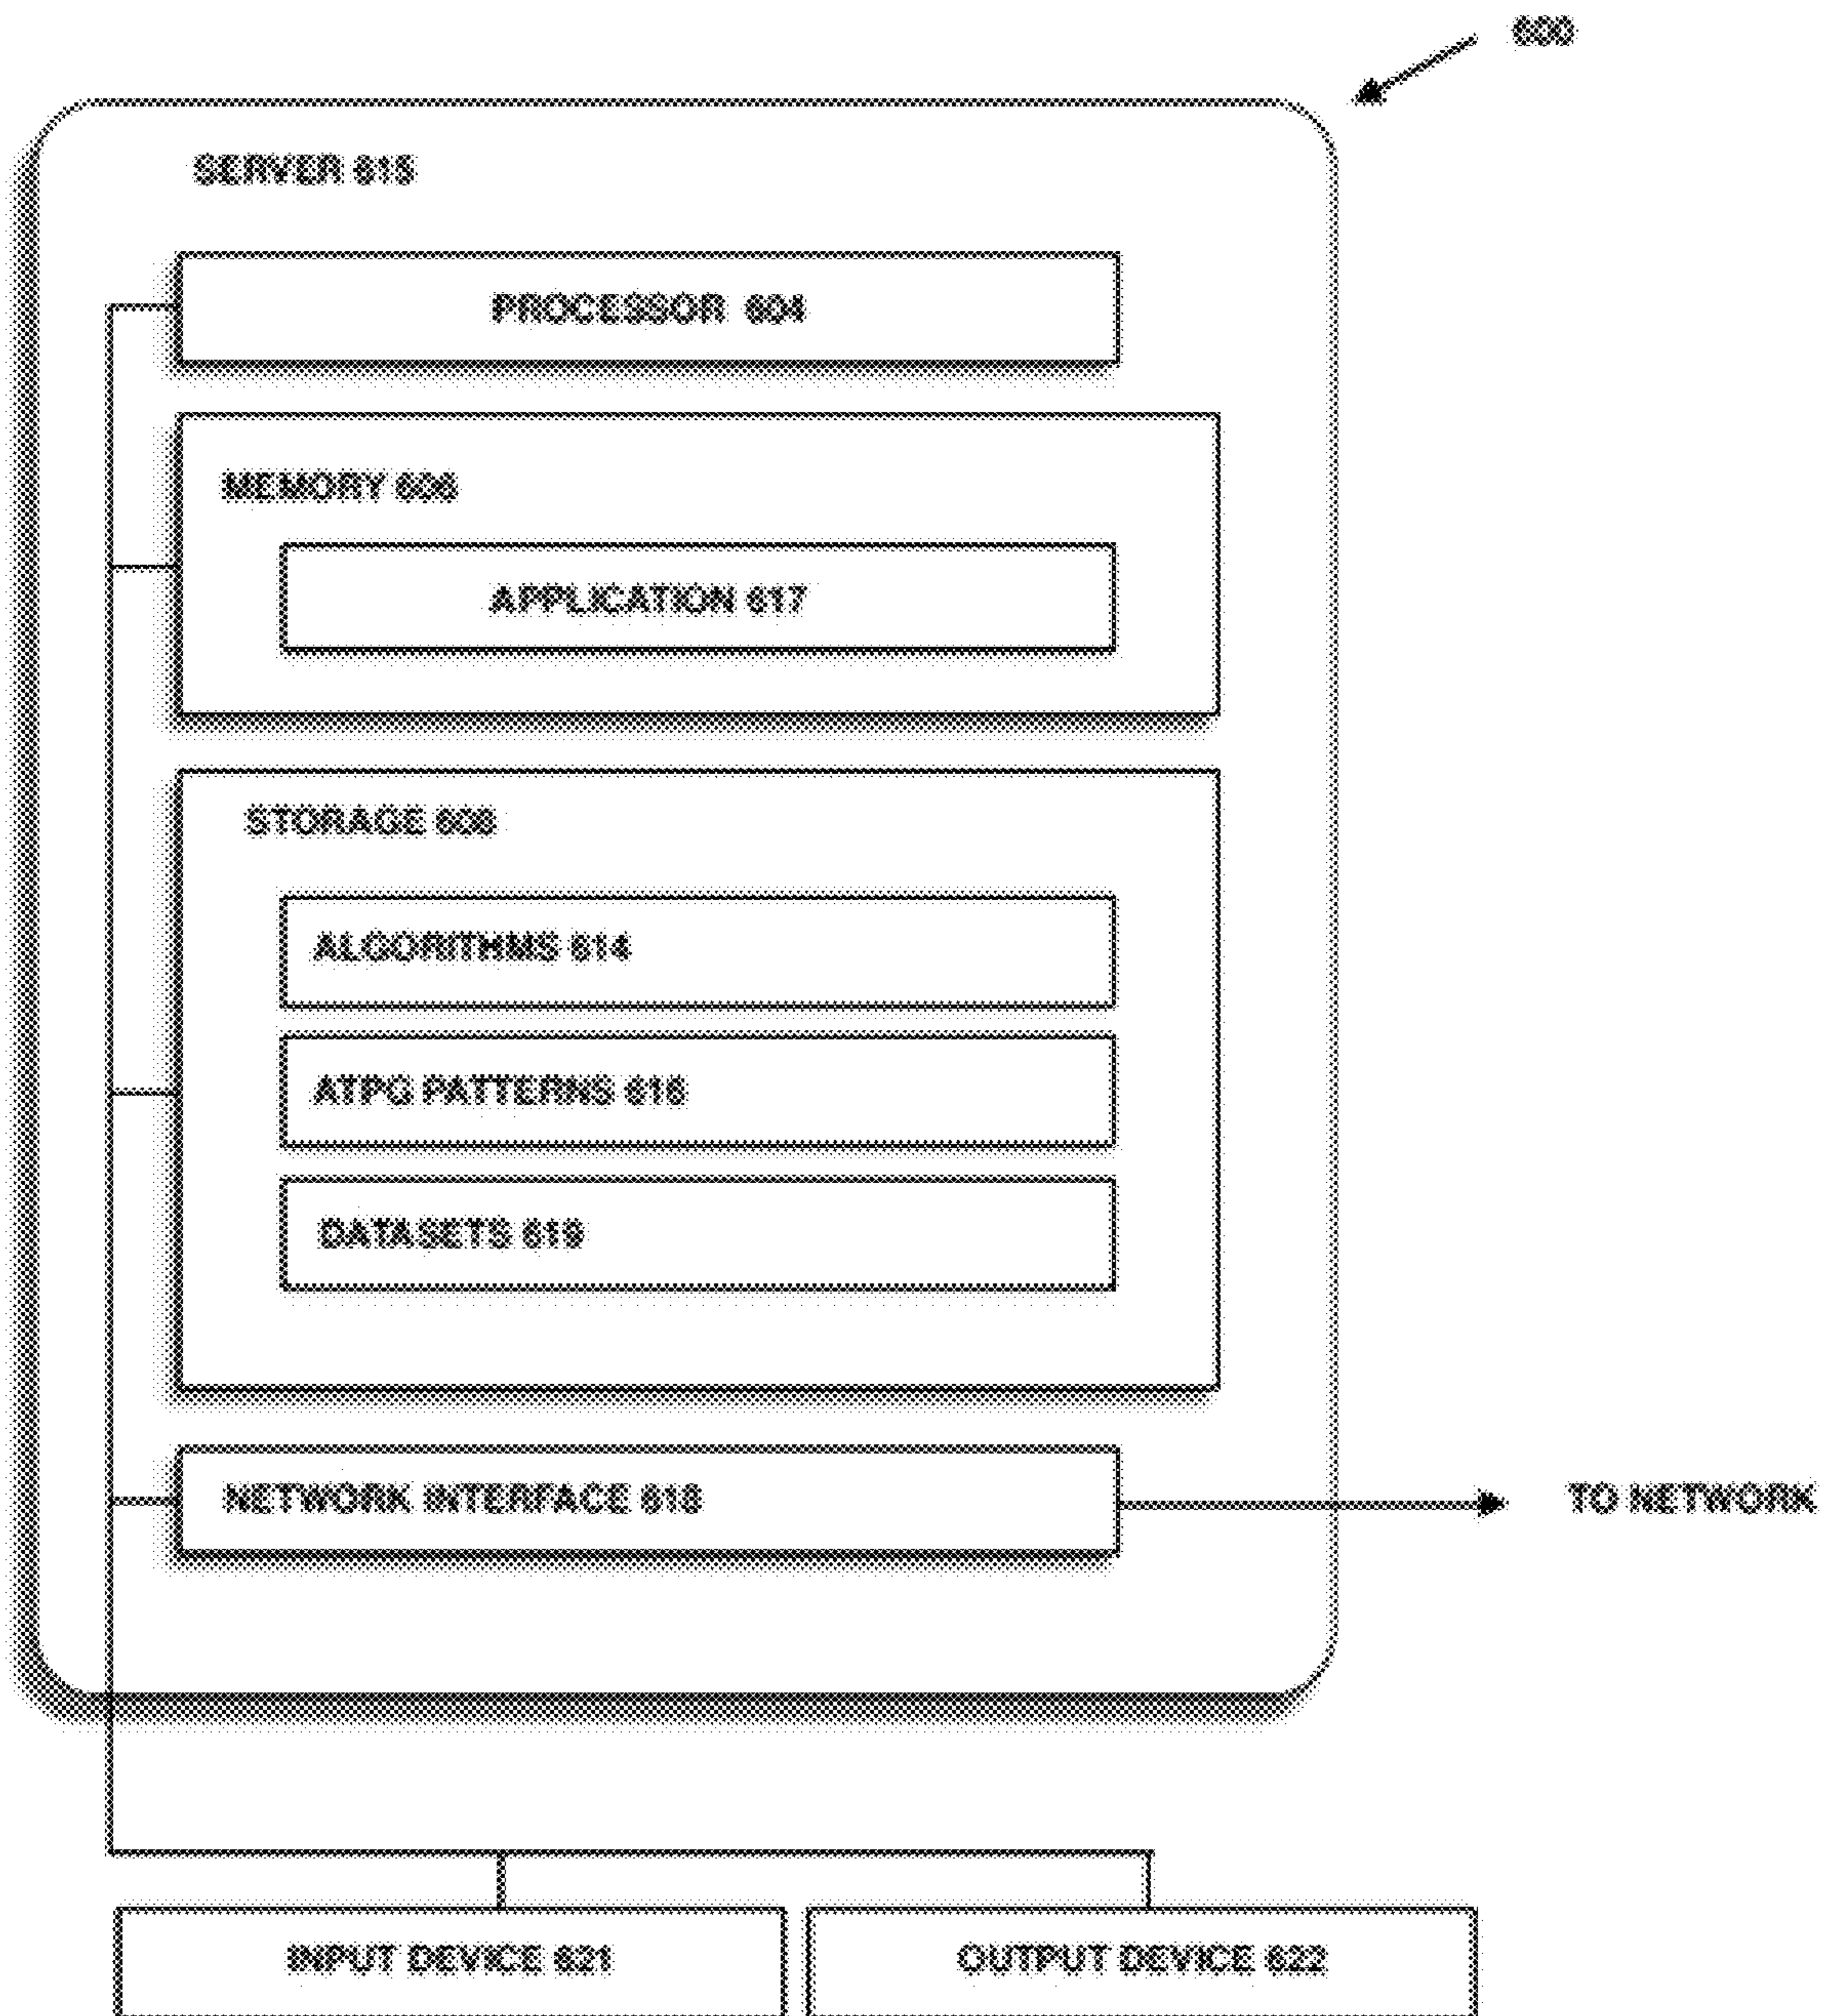 600
SERVER 615
PROCESSOR 604
MEMORY 606
APPLICATION 617
STORAGE 608
ALGORITHMS 614
ATPG PATTERNS 616
DATASETS 619
NETWORK INTERFACE 618
TO NETWORK
INPUT DEVICE 621
OUTPUT DEVICE 622